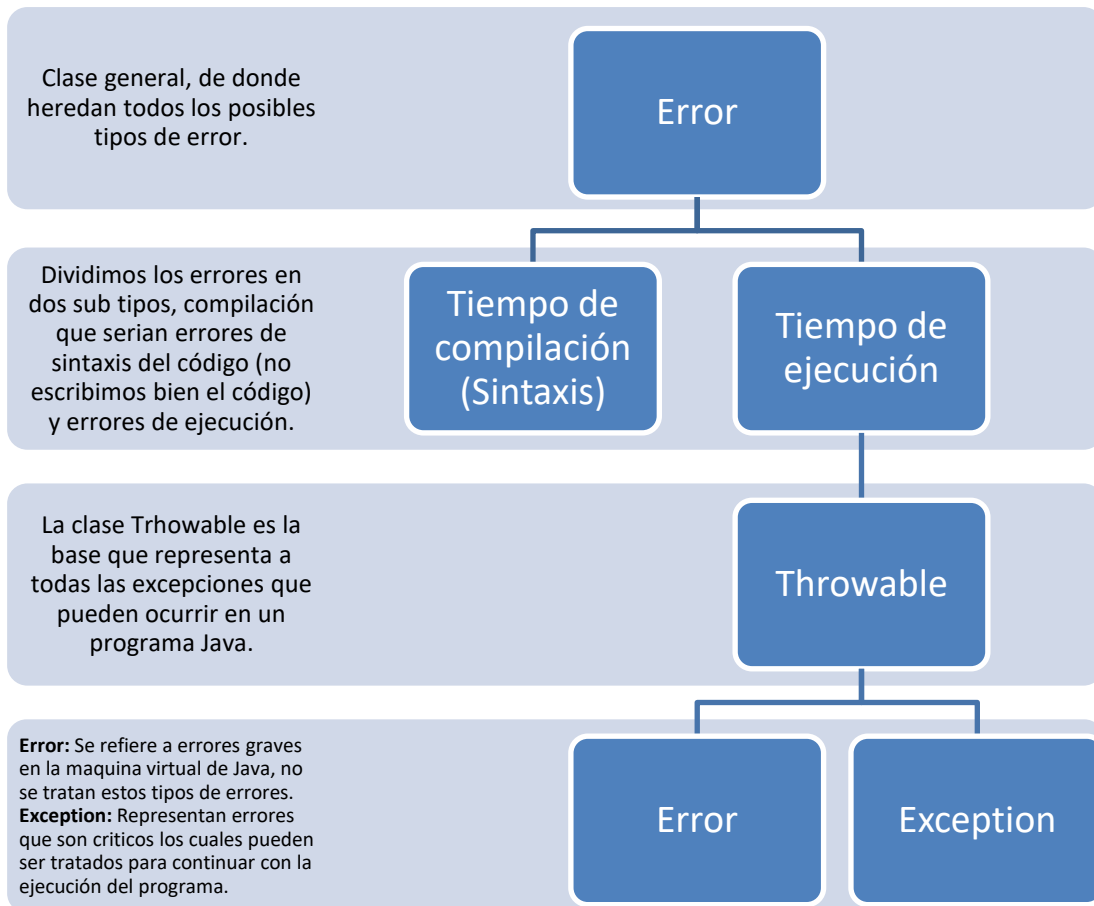 Clase general, de donde
heredan todos los posibles
tipos de error.
Error
Dividimos los errores en
dos sub tipos, compilación
que serian errores de
sintaxis del código (no
escribimos bien el código)
y errores de ejecución.
Tiempo de
compilación
(Sintaxis)
Tiempo de
ejecución
La clase Trhowable es la
base que representa a
todas las excepciones que
pueden ocurrir en un
programa Java.
Throwable
Error: Se refiere a errores graves
en la maquina virtual de Java, no
se tratan estos tipos de errores.
Exception: Representan errores
que son criticos los cuales pueden
ser tratados para continuar con la
ejecución del programa.
Error
Exception